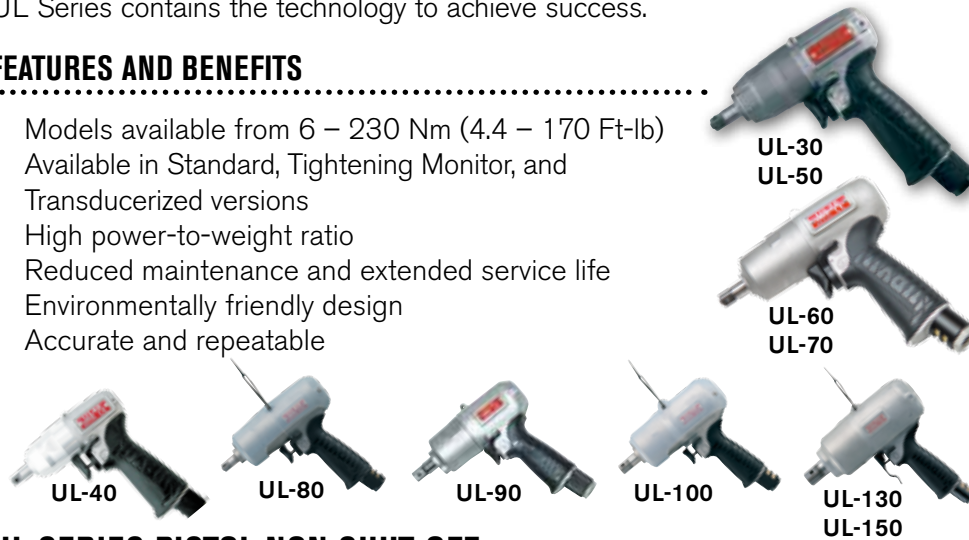 UL Series contains the technology to achieve success.
FEATURES AND BENEFITS
Models available from 6 – 230 Nm (4.4 – 170 Ft-lb)
Available in Standard, Tightening Monitor, and
Transducerized versions
High power-to-weight ratio
Reduced maintenance and extended service life
Environmentally friendly design
Accurate and repeatable
UL-30
UL-50
UL-60
UL-70
UL-40
UL-80
UL-90
UL-100
UL-130
UL-150
UL SERIES PISTOL NON SHUT-OFF